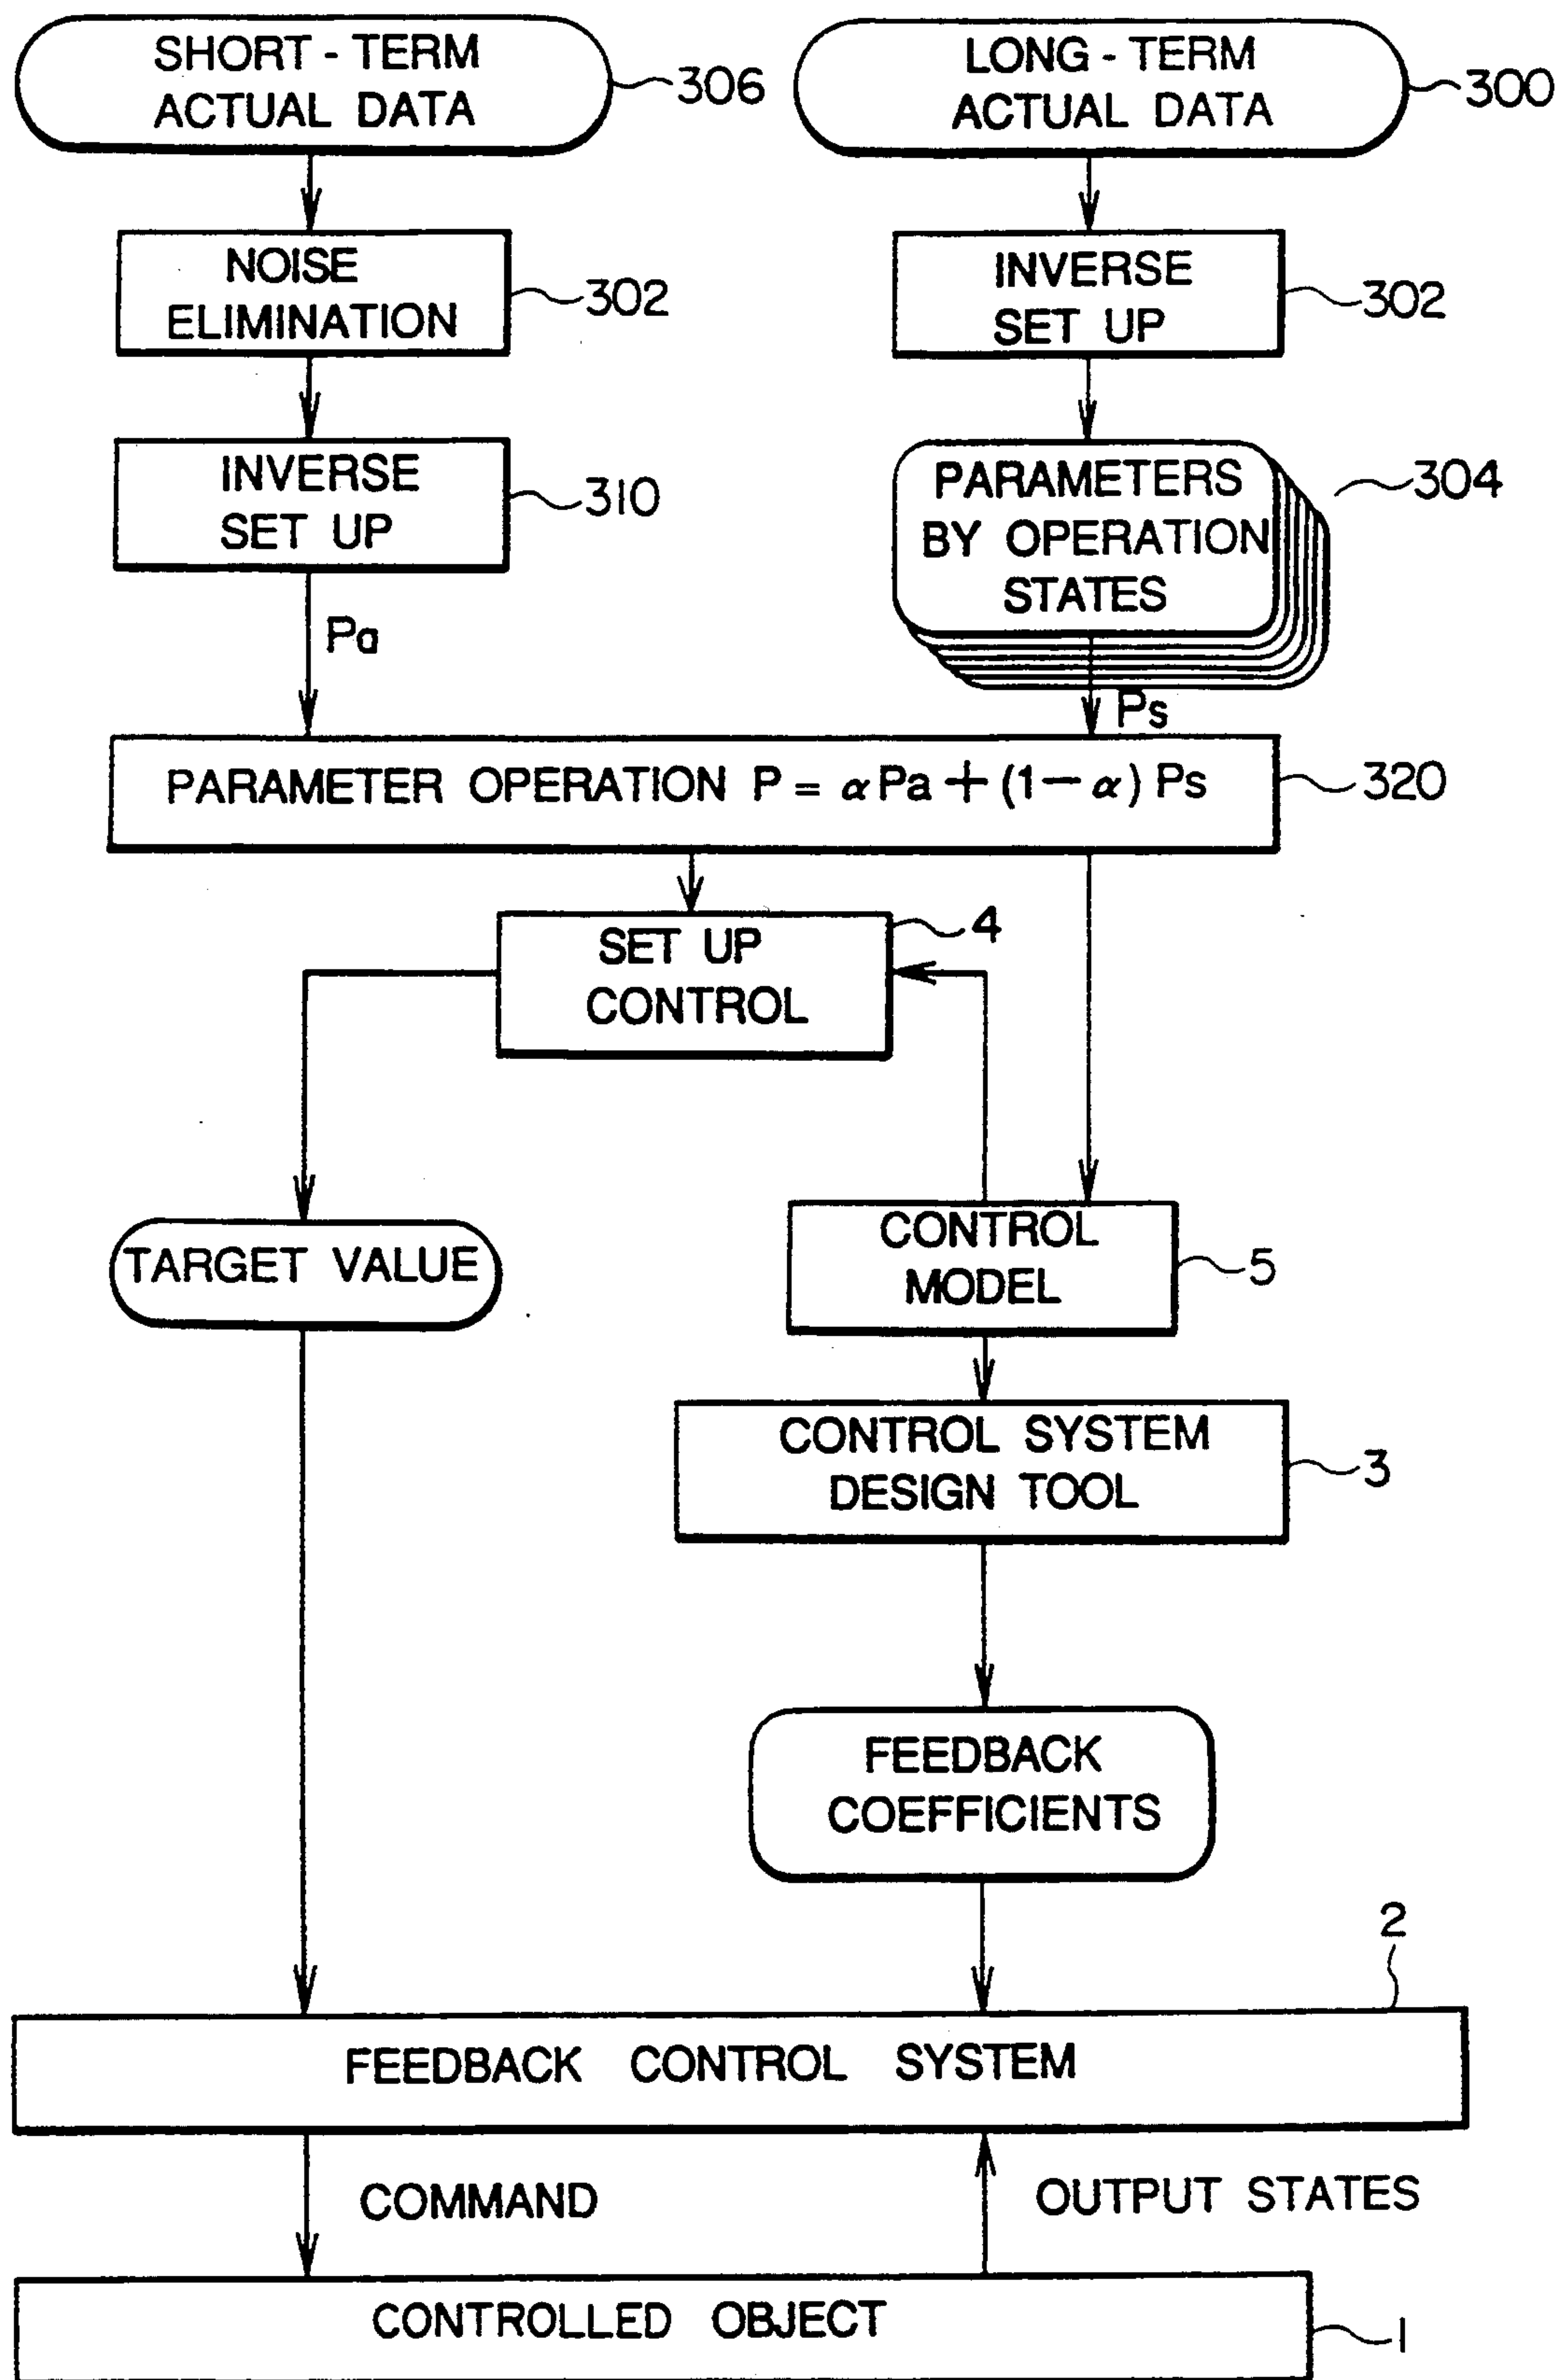 SHORT-TERM
ACTUAL DATA
306
LONG-TERM
ACTUAL DATA
300
NOISE
ELIMINATION
302
INVERSE
SET UP
302
INVERSE
SET UP
310
PARAMETERS
BY OPERATION
STATES
304
Pa
Ps
PARAMETER OPERATION P = αPa + (1-α) Ps
320
SET UP
CONTROL
4
TARGET VALUE
CONTROL
MODEL
5
CONTROL SYSTEM
DESIGN TOOL
3
FEEDBACK
COEFFICIENTS
2
FEEDBACK CONTROL SYSTEM
COMMAND
OUTPUT STATES
CONTROLLED OBJECT
1